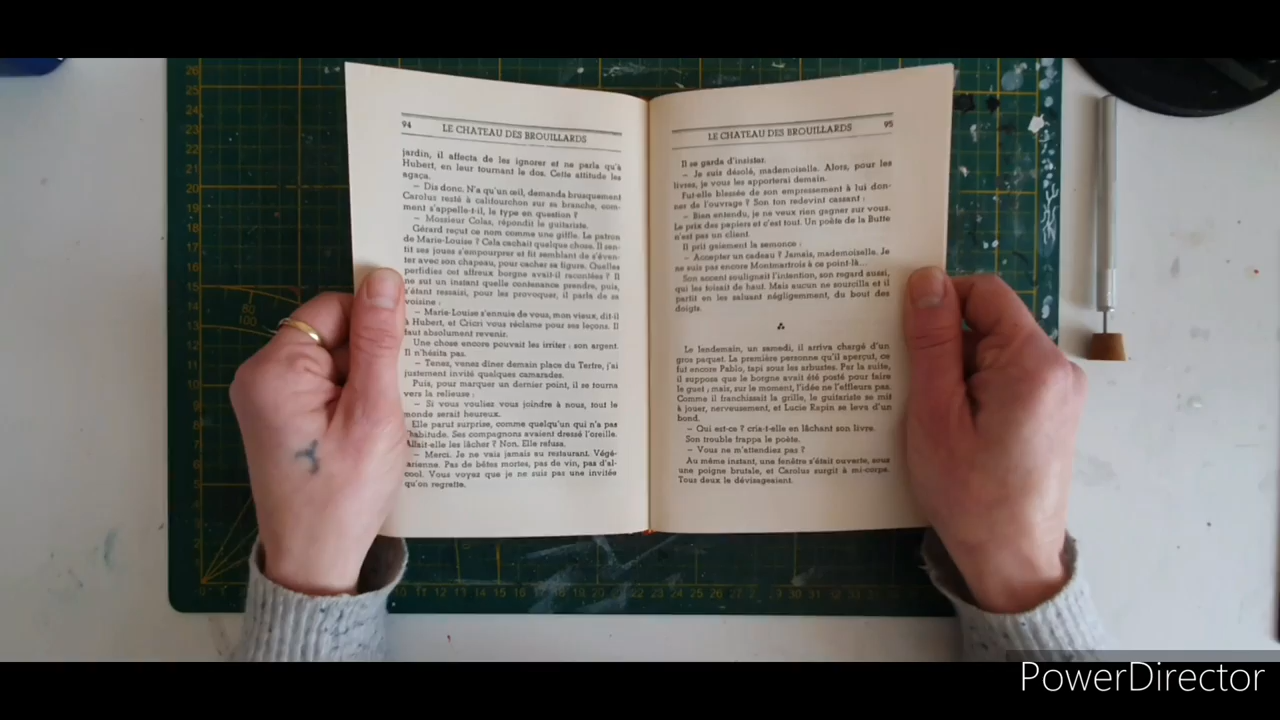 94
LE CHATEAU DES BROUILLARDS
jardin, il affecta de les ignorer et ne parla qu'à
Hubert, en leur tournant le dos. Cette attitude les
agaça.
— Dis donc, N'a qu'un œil, demanda brusquement
Carolus resté à califourchon sur sa branche, com-
ment s'appelle-t-il, le type en question ?
— Monsieur Colas, répondit le guitariste.
Gérard reçut ce nom comme une gifle. Le patron
de Marie-Louise ? Cela cachait quelque chose. Il sen-
tit ses joues s'empourprer et fit semblant de s'éven-
ter avec son chapeau, pour cacher sa figure. Quelles
perfidies cet affreux borgne avait-il racontées ? Il
ne sut un instant quelle contenance prendre, puis,
s'étant ressaisi, pour les provoquer, il parla de sa
voisine :
— Marie-Louise s'ennuie de vous, mon vieux, dit-il
à Hubert, et Cricri vous réclame pour ses leçons. Il
faut absolument revenir.
Une chose encore pouvait les irriter : son argent.
Il n'hésita pas.
— Tenez, venez dîner demain place du Tertre, j'ai
justement invité quelques camarades.
Puis, pour marquer un dernier point, il se tourna
vers la relieuse :
— Si vous vouliez vous joindre à nous, tout le
monde serait heureux.
Elle parut surprise, comme quelqu'un qui n'a pas
l'habitude. Ses compagnons avaient dressé l'oreille.
Allait-elle les lâcher ? Non. Elle refusa.
— Merci. Je ne vais jamais au restaurant. Végé-
arienne. Pas de bêtes mortes, pas de vin, pas d'al-
cool. Vous voyez que je ne suis pas une invitée
qu'on regrette.
LE CHATEAU DES BROUILLARDS
95
Il se garda d'insister.
— Je suis désolé, mademoiselle. Alors, pour les
livres, je vous les apporterai demain.
Fut-elle blessée de son empressement à lui don-
ner de l'ouvrage ? Son ton redevint cassant :
— Bien entendu, je ne veux rien gagner sur vous.
Le prix des papiers et c'est tout. Un poète de la Butte
n'est pas un client.
Il prit gaiement la semonce :
— Accepter un cadeau ? Jamais, mademoiselle. Je
ne suis pas encore Montmartrois à ce point-là...
Son accent soulignait l'intention, son regard aussi,
qui les toisait de haut. Mais aucun ne sourcilla et il
partit en les saluant négligemment, du bout des
doigts.
Le lendemain, un samedi, il arriva chargé d'un
gros paquet. La première personne qu'il aperçut, ce
fut encore Pablo, tapi sous les arbustes. Par la suite,
il supposa que le borgne avait été posté pour faire
le guet ; mais, sur le moment, l'idée ne l'effleura pas.
Comme il franchissait la grille, le guitariste se mit
à jouer, nerveusement, et Lucie Rapin se leva d'un
bond.
— Qui est-ce ? cria-t-elle en lâchant son livre.
Son trouble frappa le poète.
— Vous ne m'attendiez pas ?
Au même instant, une fenêtre s'était ouverte, sous
une poigne brutale, et Carolus surgit à mi-corps.
Tous deux le dévisageaient.
PowerDirector